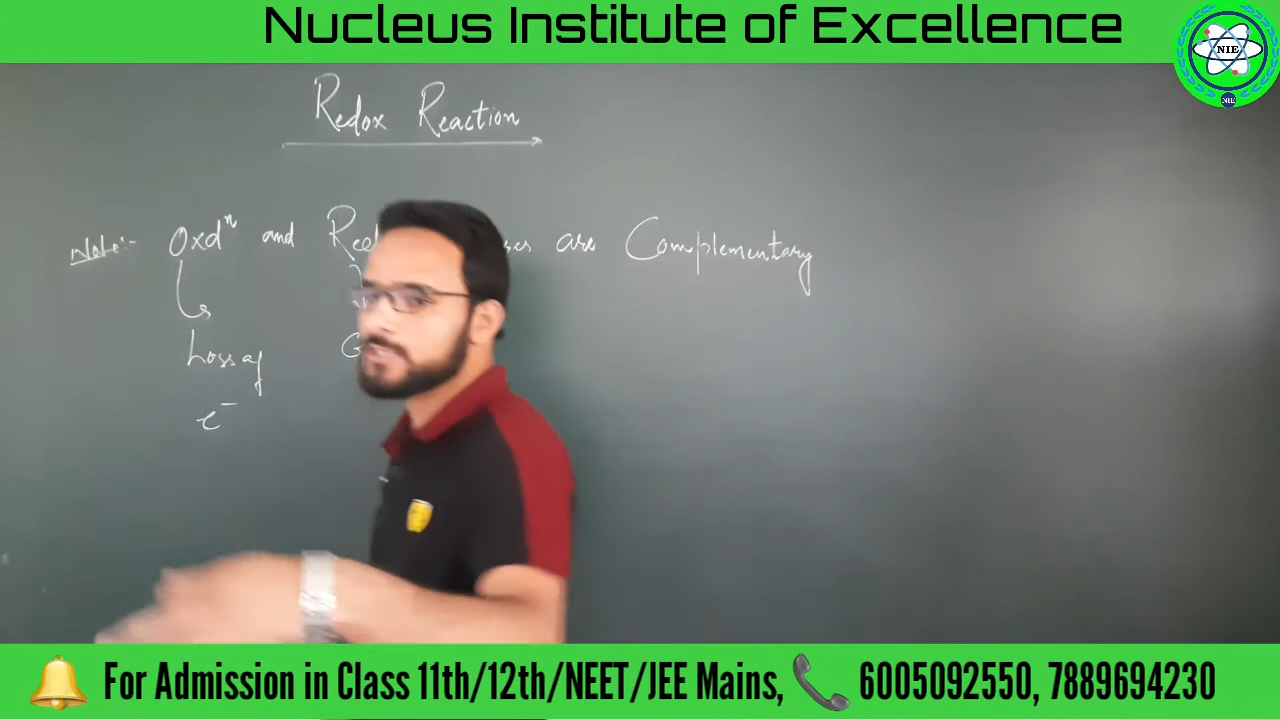 Nucleus Institute of Excellence
NIE
NIE
Redox Reaction
Note:- Oxdⁿ and are Complementary
Loss of
e⁻
For Admission in Class 11th/12th/NEET/JEE Mains, 6005092550, 7889694230